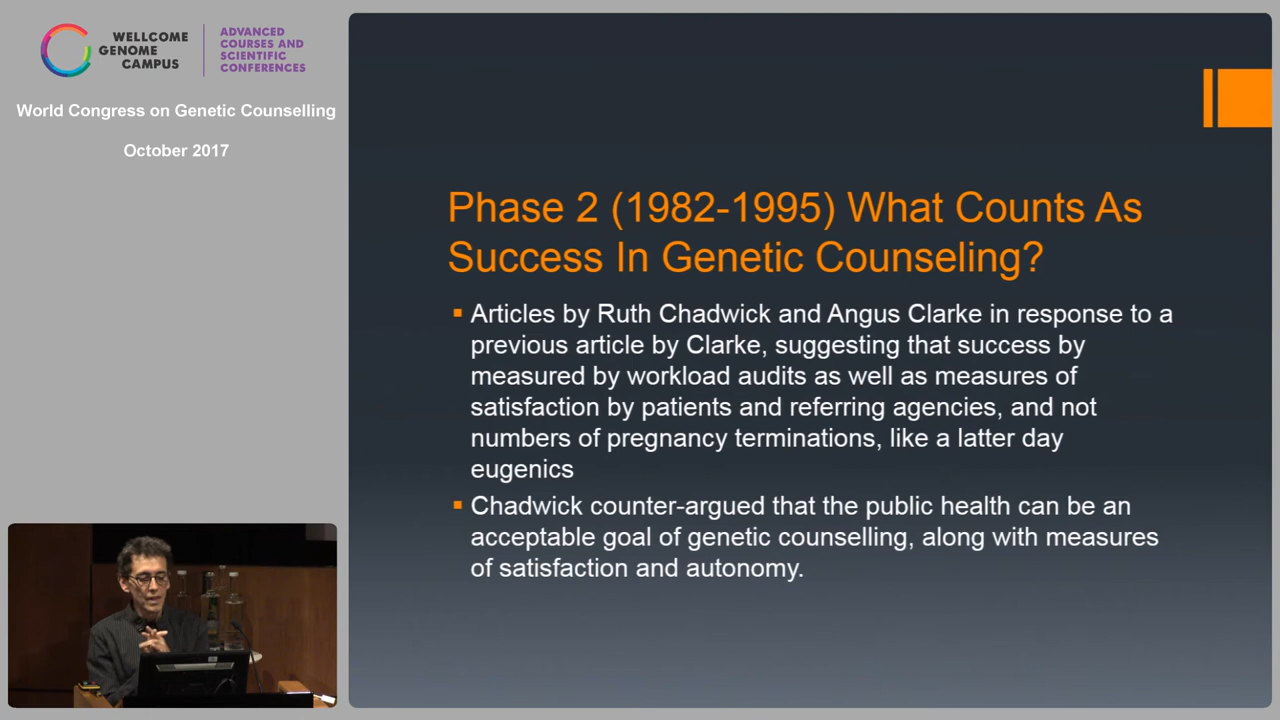 WELLCOME
GENOME
CAMPUS
ADVANCED
COURSES AND
SCIENTIFIC
CONFERENCES
World Congress on Genetic Counselling
October 2017
Phase 2 (1982-1995) What Counts As
Success In Genetic Counseling?
Articles by Ruth Chadwick and Angus Clarke in response to a
previous article by Clarke, suggesting that success by
measured by workload audits as well as measures of
satisfaction by patients and referring agencies, and not
numbers of pregnancy terminations, like a latter day
eugenics
Chadwick counter-argued that the public health can be an
acceptable goal of genetic counselling, along with measures
of satisfaction and autonomy.